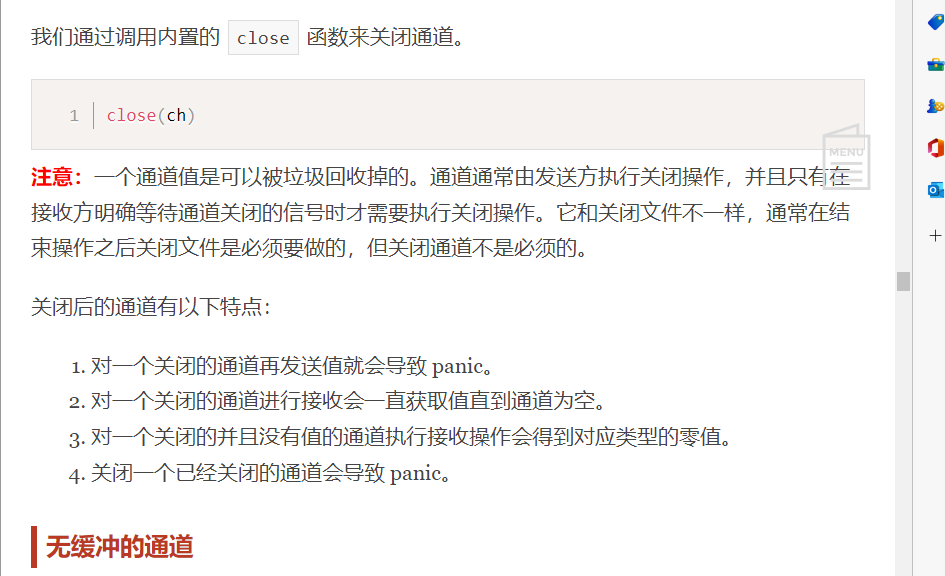 我们通过调用内置的 close 函数来关闭通道。
1 close(ch)
MENU
注意：一个通道值是可以被垃圾回收掉的。通道通常由发送方执行关闭操作，并且只有在
接收方明确等待通道关闭的信号时才需要执行关闭操作。它和关闭文件不一样，通常在结
束操作之后关闭文件是必须要做的，但关闭通道不是必须的。
关闭后的通道有以下特点：
1. 对一个关闭的通道再发送值就会导致 panic。
2. 对一个关闭的通道进行接收会一直获取值直到通道为空。
3. 对一个关闭的并且没有值的通道执行接收操作会得到对应类型的零值。
4. 关闭一个已经关闭的通道会导致 panic。
无缓冲的通道